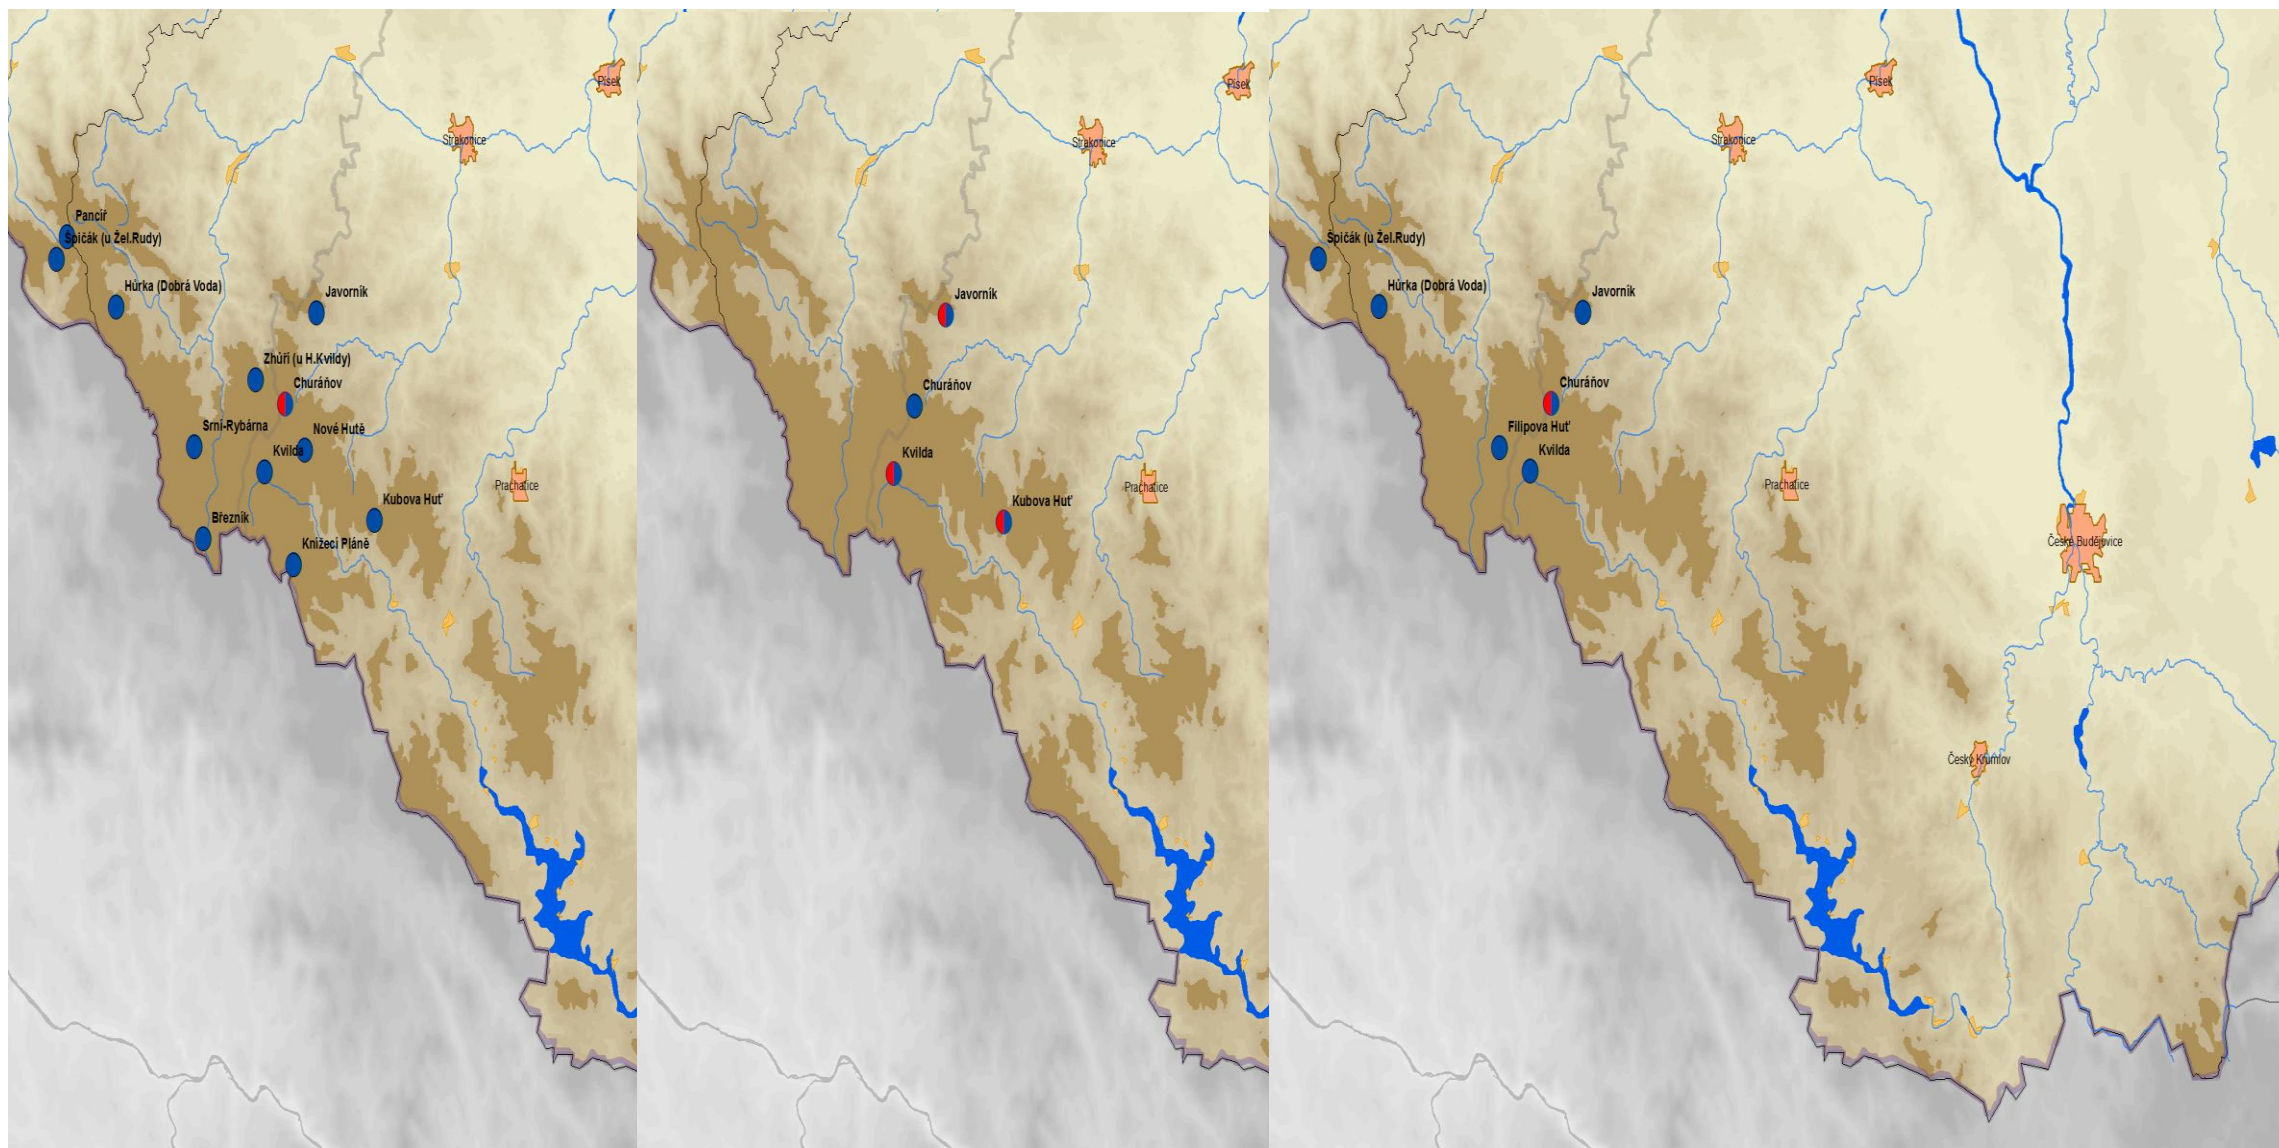 Písek
Strakonice
Pancíř
Špičák (u Žel.Rudy)
Hůrka (Dobrá Voda)
Javorník
Zhůří (u H.Kvildy)
Churáňov
Srní-Rybárna
Nové Hutě
Kvilda
Prachatice
Kubova Huť
Březník
Knížecí Pláně
Písek
Strakonice
Javorník
Churáňov
Kvilda
Prachatice
Kubova Huť
Písek
Strakonice
Špičák (u Žel.Rudy)
Hůrka (Dobrá Voda)
Javorník
Churáňov
Filipova Huť
Kvilda
Prachatice
České Budějovice
Český Krumlov